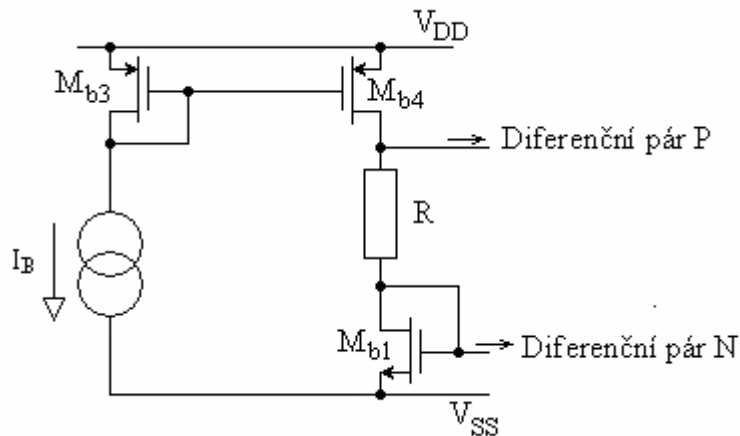 V_DD
M_b3
M_b4
Diferenční pár P
R
I_B
M_b1
Diferenční pár N
V_SS